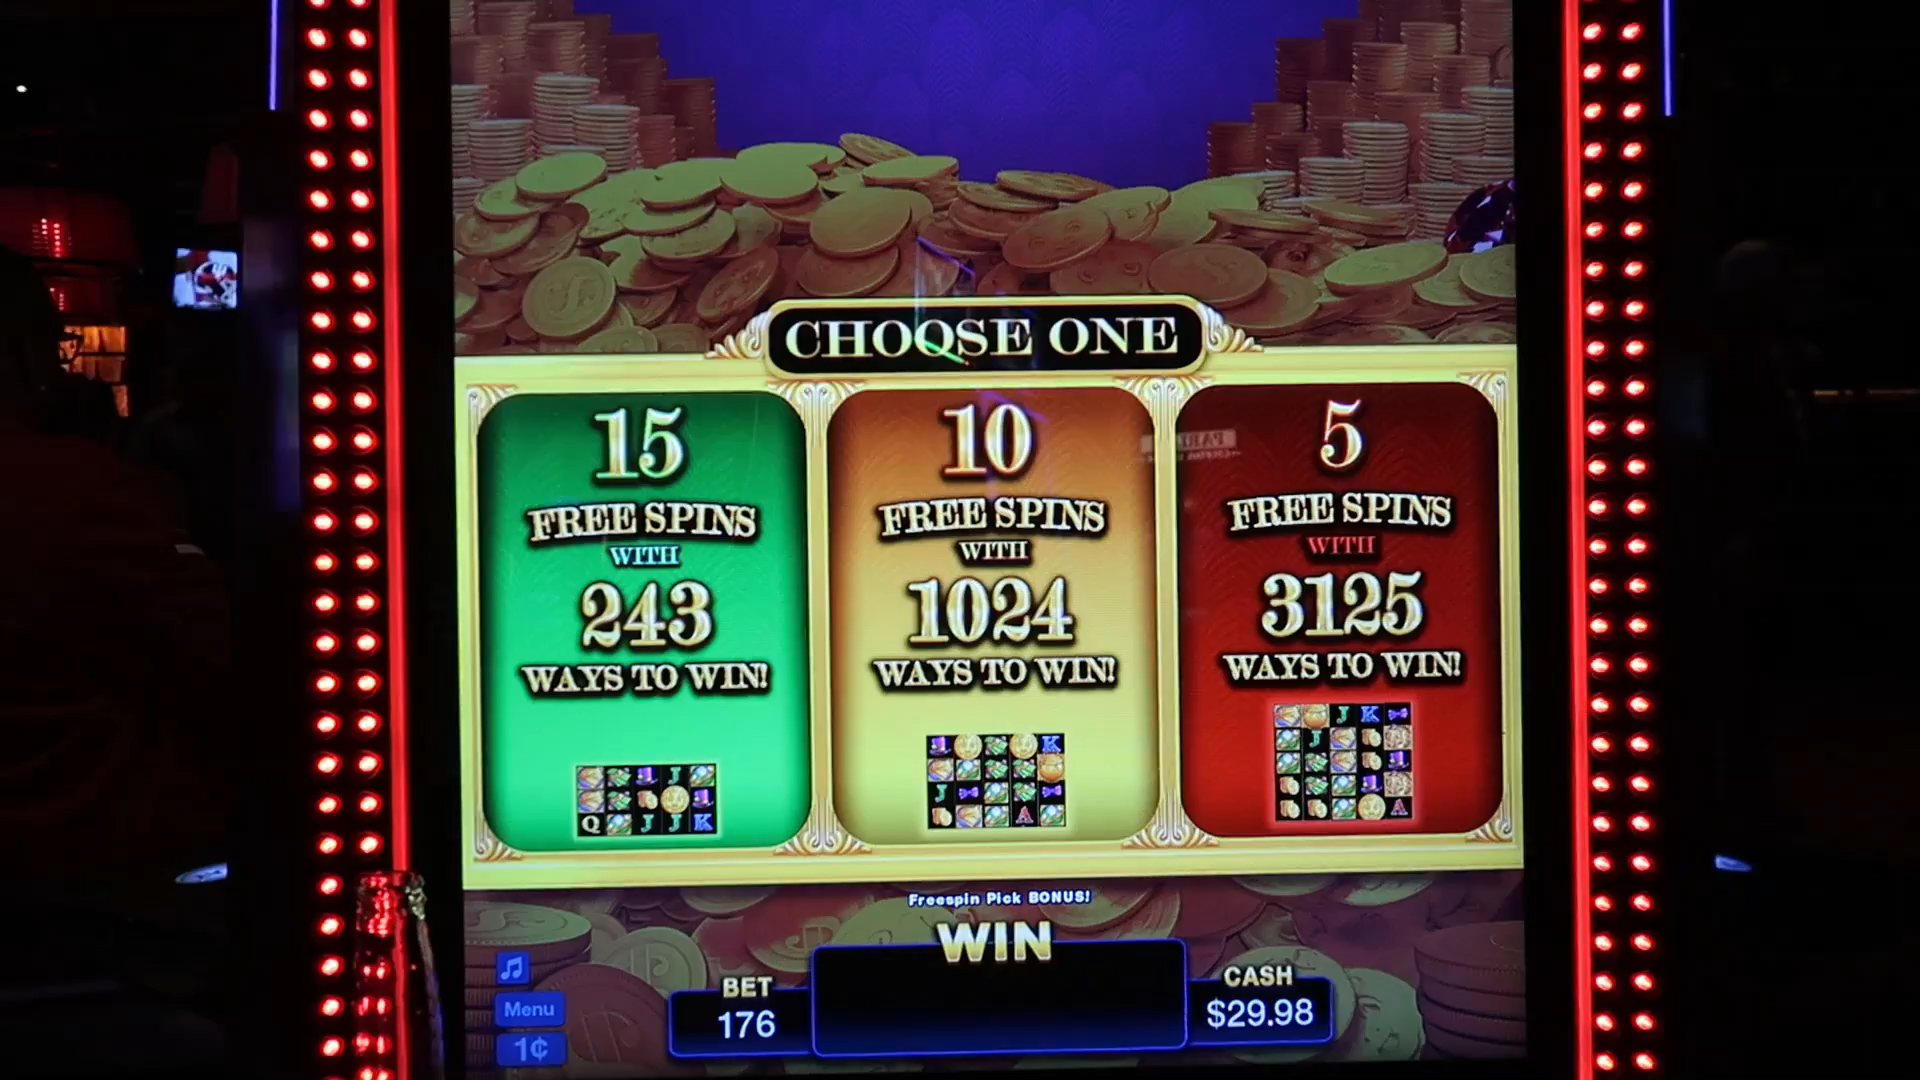 CHOOSE ONE
15
FREE SPINS
WITH
243
WAYS TO WIN!
10
FREE SPINS
WITH
1024
WAYS TO WIN!
5
FREE SPINS
WITH
3125
WAYS TO WIN!
J
Q J J K
K
J
A
J K
J
A
Freespin Pick BONUS!
WIN
BET
176
CASH
$29.98
Menu
1¢